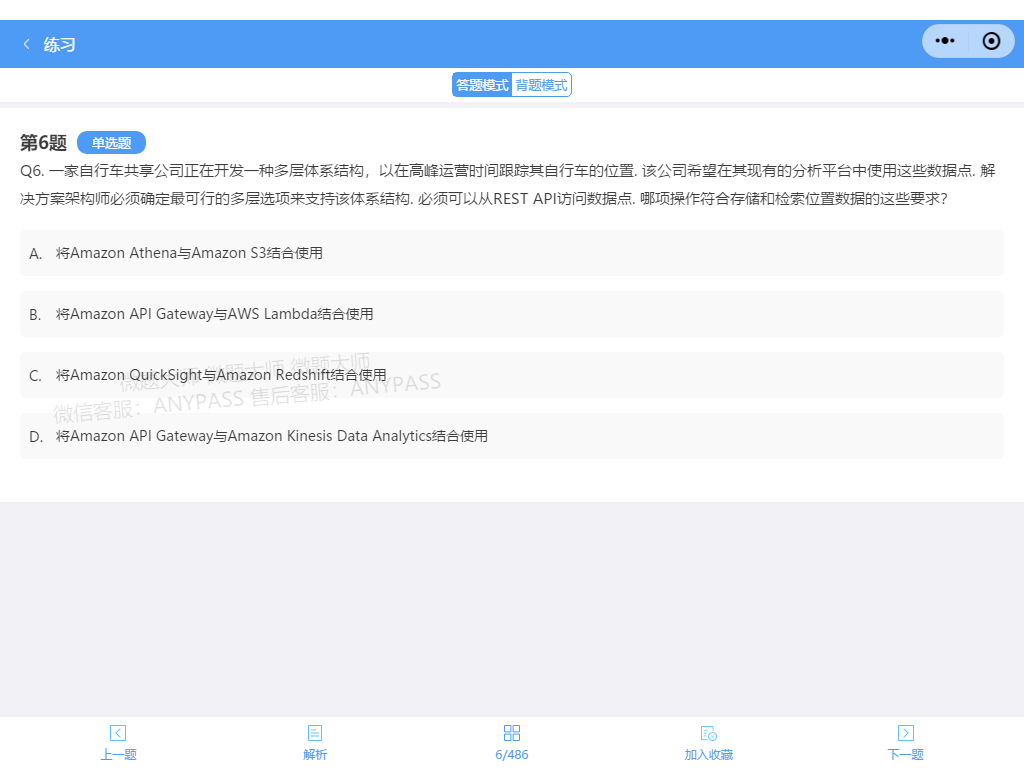 练习
答题模式 背题模式
第6题 单选题
Q6. 一家自行车共享公司正在开发一种多层体系结构，以在高峰运营时间跟踪其自行车的位置. 该公司希望在其现有的分析平台中使用这些数据点. 解
决方案架构师必须确定最可行的多层选项来支持该体系结构. 必须可以从REST API访问数据点. 哪项操作符合存储和检索位置数据的这些要求？
A. 将Amazon Athena与Amazon S3结合使用
B. 将Amazon API Gateway与AWS Lambda结合使用
微题大师 微题大师 微题大师
C. 将Amazon QuickSight与Amazon Redshift结合使用
微信客服：ANYPASS 售后客服：ANYPASS
D. 将Amazon API Gateway与Amazon Kinesis Data Analytics结合使用
上一题 解析 6/486 加入收藏 下一题